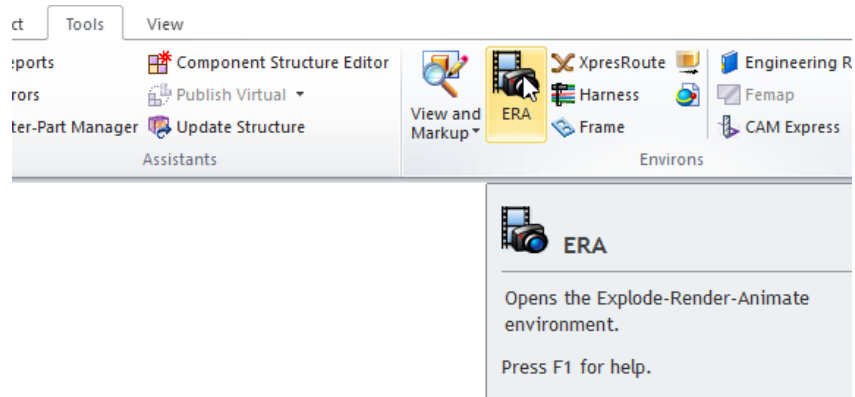 ct Tools View
eports Component Structure Editor XpresRoute Engineering R
rors Publish Virtual View and ERA Harness Femap
ter-Part Manager Update Structure Markup Frame CAM Express
Assistants Environs
ERA
Opens the Explode-Render-Animate
environment.
Press F1 for help.